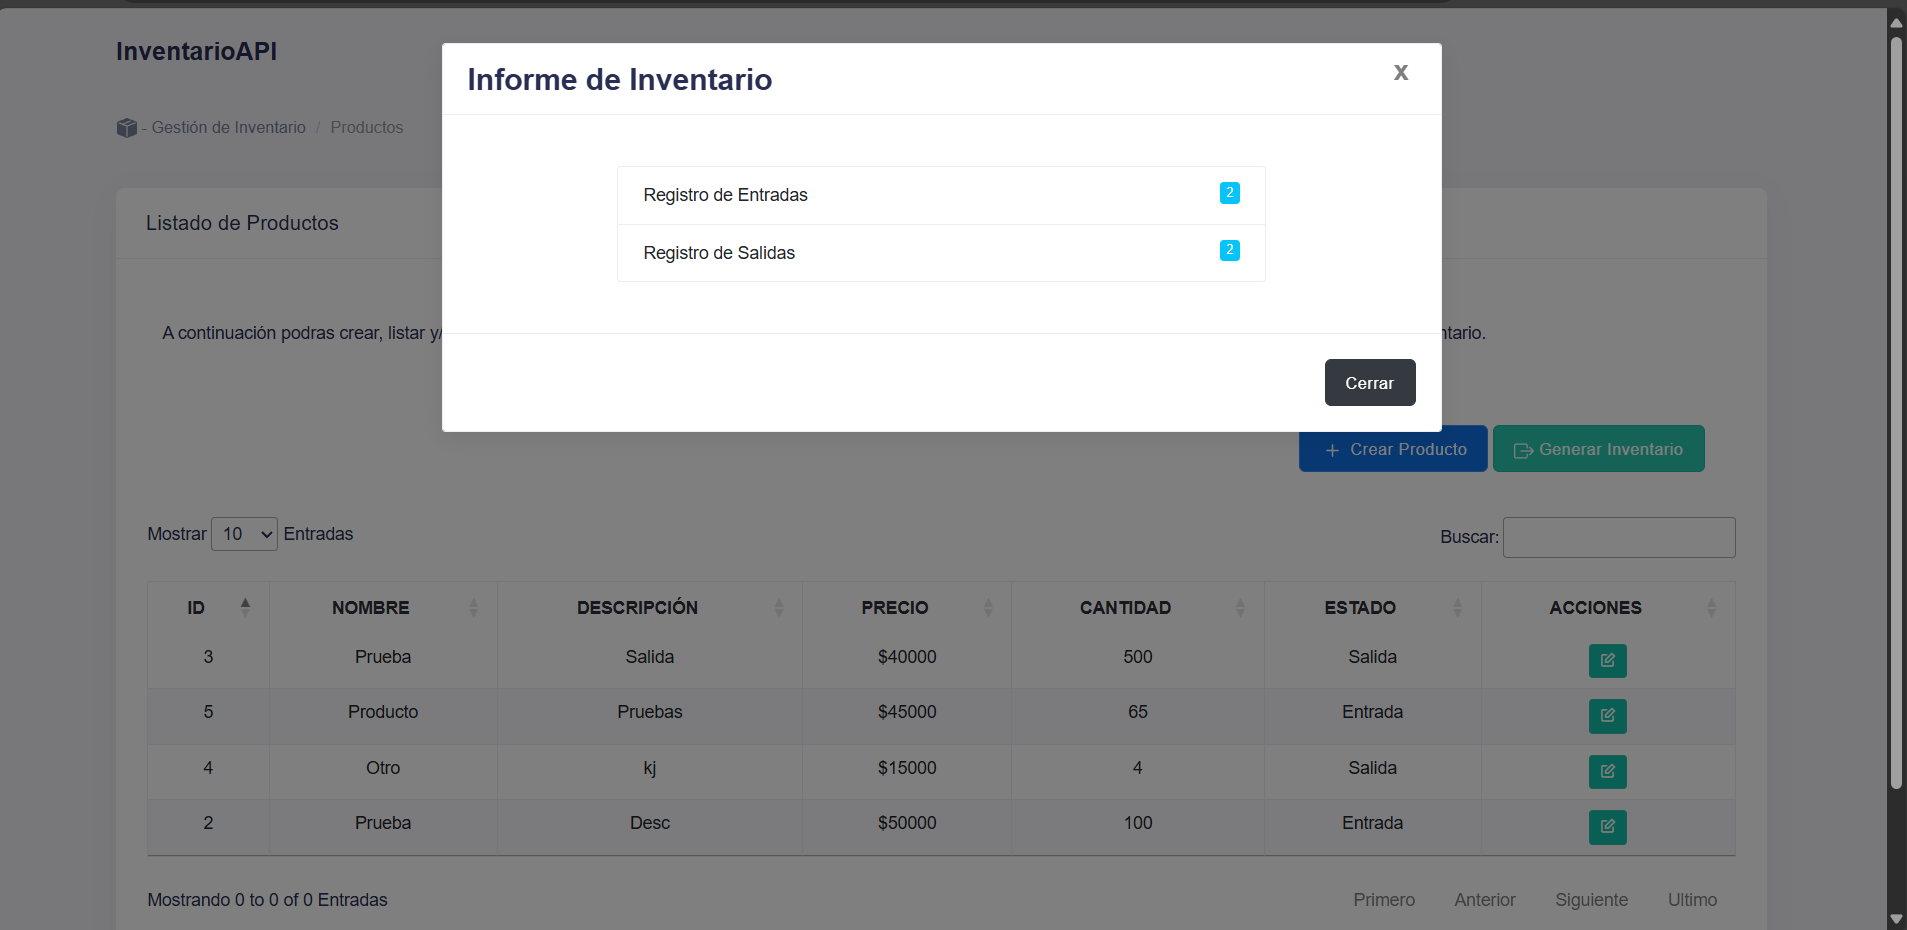 InventarioAPI
Informe de Inventario
X
- Gestión de Inventario / Productos
Registro de Entradas 2
Listado de Productos
Registro de Salidas 2
A continuación podras crear, listar y/
ntario.
Cerrar
+ Crear Producto
Generar Inventario
Mostrar 10 Entradas
Buscar:
ID NOMBRE DESCRIPCIÓN PRECIO CANTIDAD ESTADO ACCIONES
3 Prueba Salida $40000 500 Salida
5 Producto Pruebas $45000 65 Entrada
4 Otro kj $15000 4 Salida
2 Prueba Desc $50000 100 Entrada
Mostrando 0 to 0 of 0 Entradas
Primero Anterior Siguiente Ultimo